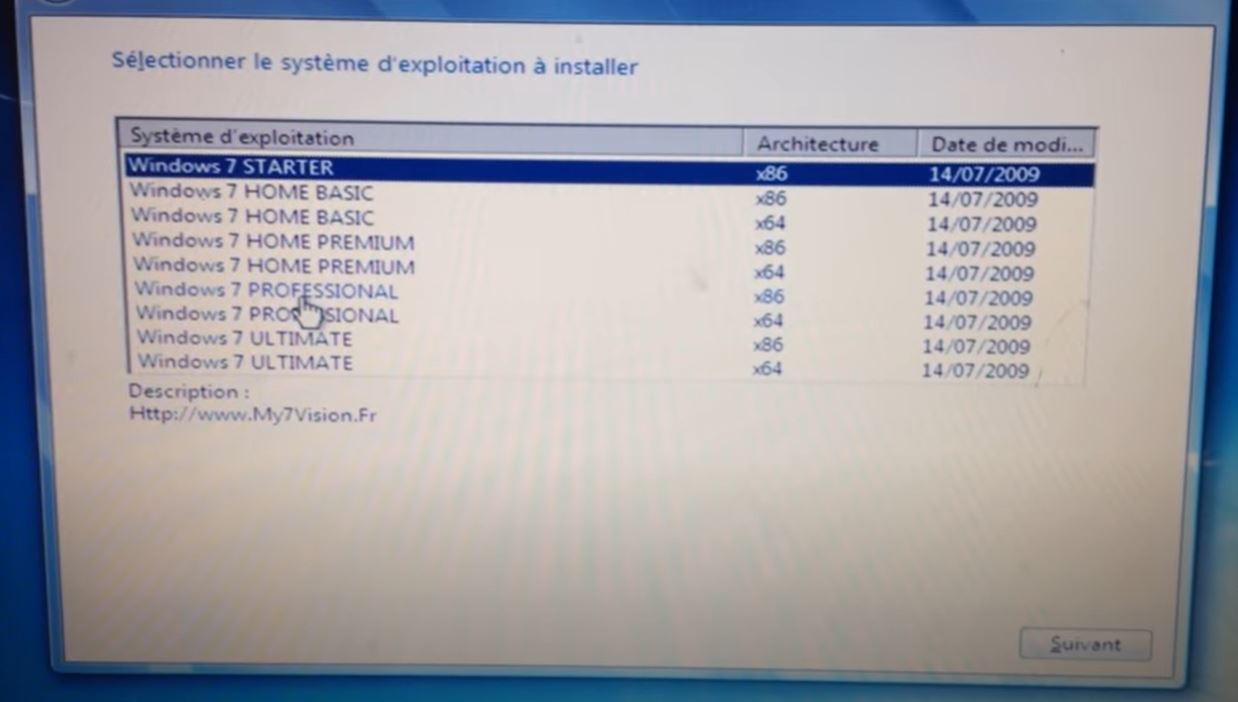 Sélectionner le système d'exploitation à installer
Système d'exploitation Architecture Date de modi...
Windows 7 STARTER x86 14/07/2009
Windows 7 HOME BASIC x86 14/07/2009
Windows 7 HOME BASIC x64 14/07/2009
Windows 7 HOME PREMIUM x86 14/07/2009
Windows 7 HOME PREMIUM x64 14/07/2009
Windows 7 PROFESSIONAL x86 14/07/2009
Windows 7 PROFESSIONAL x64 14/07/2009
Windows 7 ULTIMATE x86 14/07/2009
Windows 7 ULTIMATE x64 14/07/2009
Description :
Http://www.My7Vision.Fr
Suivant